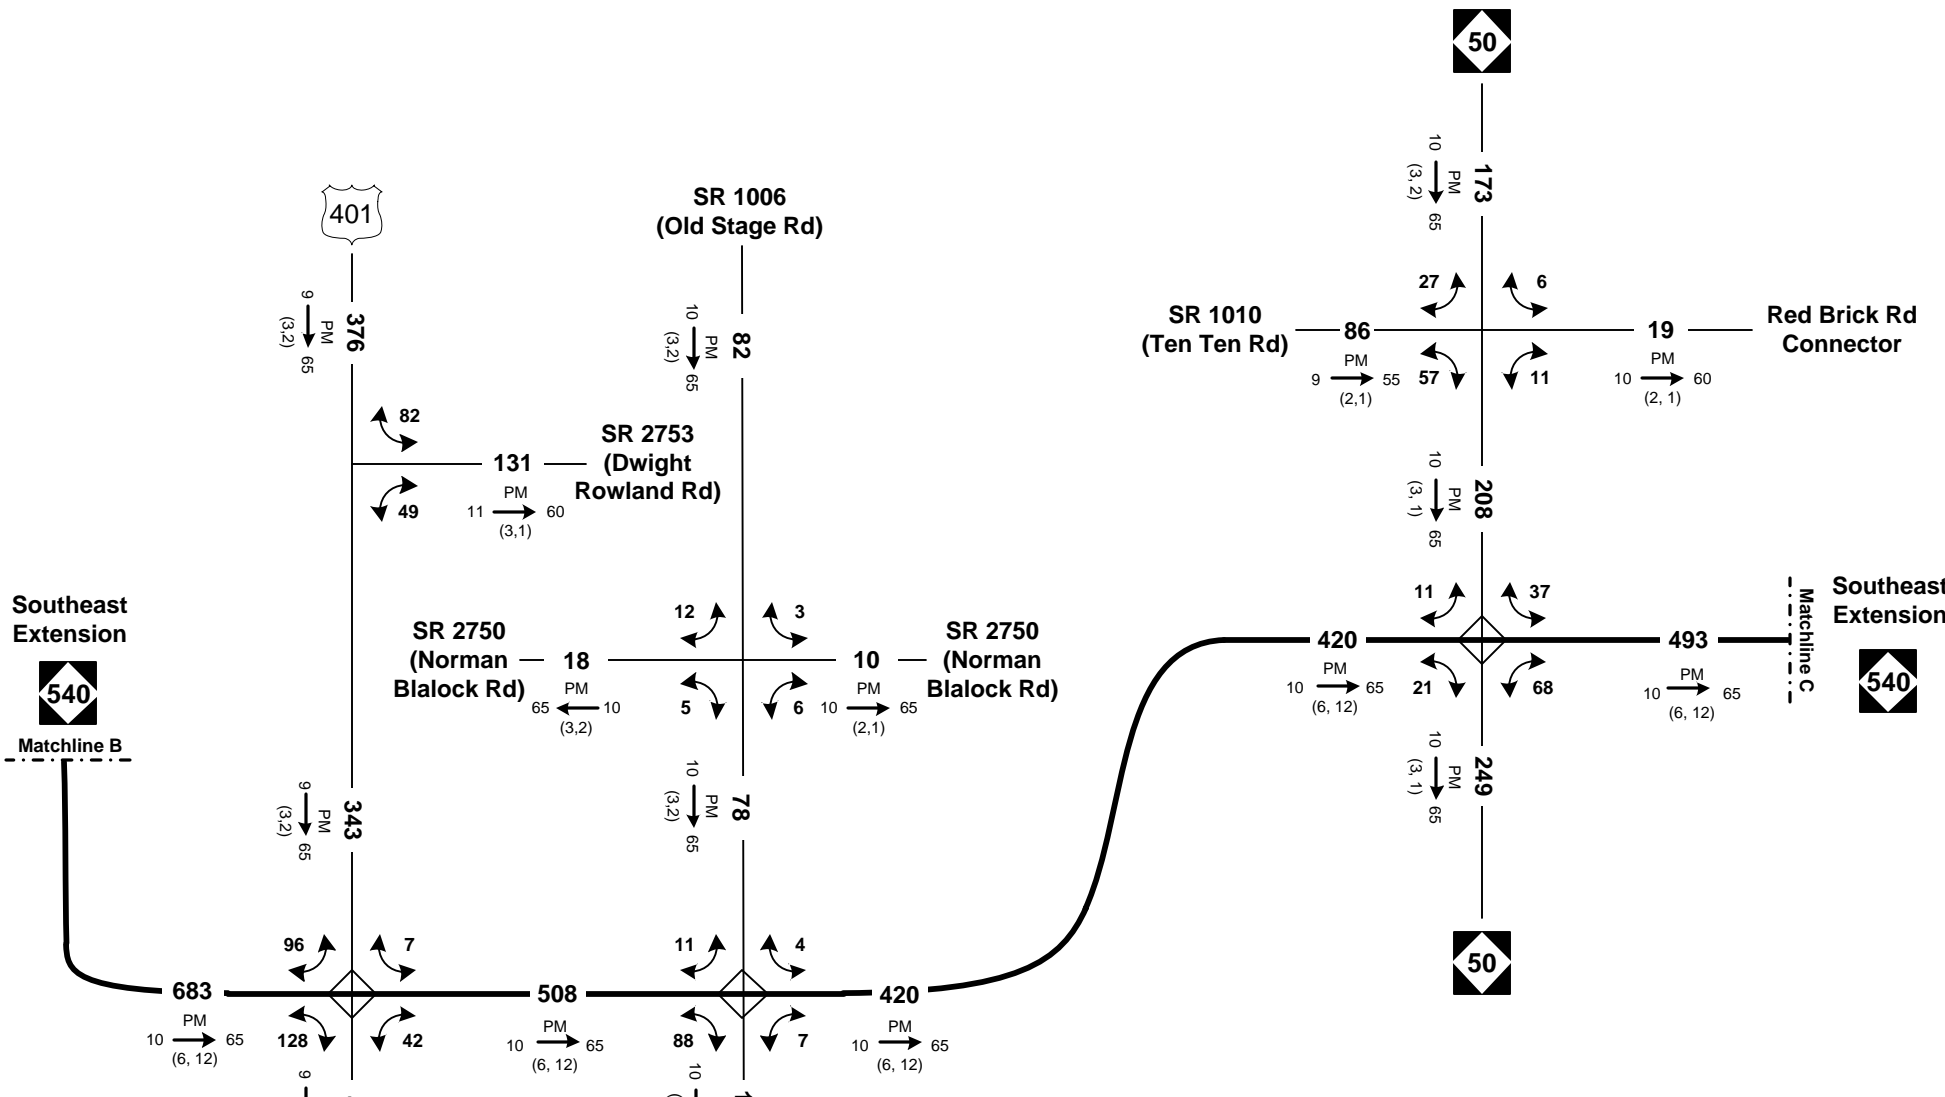 50
10
PM
(3, 2)
65
173
27
6
SR 1010
(Ten Ten Rd)
86
PM
9
55
(2,1)
57
11
19
PM
10
60
(2, 1)
Red Brick Rd
Connector
10
PM
(3, 1)
65
208
11
37
420
PM
10
65
(6, 12)
21
68
493
PM
10
65
(6, 12)
Matchline C
Southeast
Extension
540
10
PM
(3, 1)
65
249
50
401
9
PM
(3,2)
65
376
82
131
PM
11
60
(3,1)
49
SR 2753
(Dwight
Rowland Rd)
SR 1006
(Old Stage Rd)
10
PM
(3,2)
65
82
12
3
SR 2750
(Norman
Blalock Rd)
18
PM
65
10
(3,2)
5
6
10
PM
10
65
(2,1)
SR 2750
(Norman
Blalock Rd)
10
PM
(3,2)
65
78
Southeast
Extension
540
Matchline B
9
PM
(3,2)
65
343
96
7
683
PM
10
65
(6, 12)
128
42
508
PM
10
65
(6, 12)
11
4
88
7
420
PM
10
65
(6, 12)
9
10